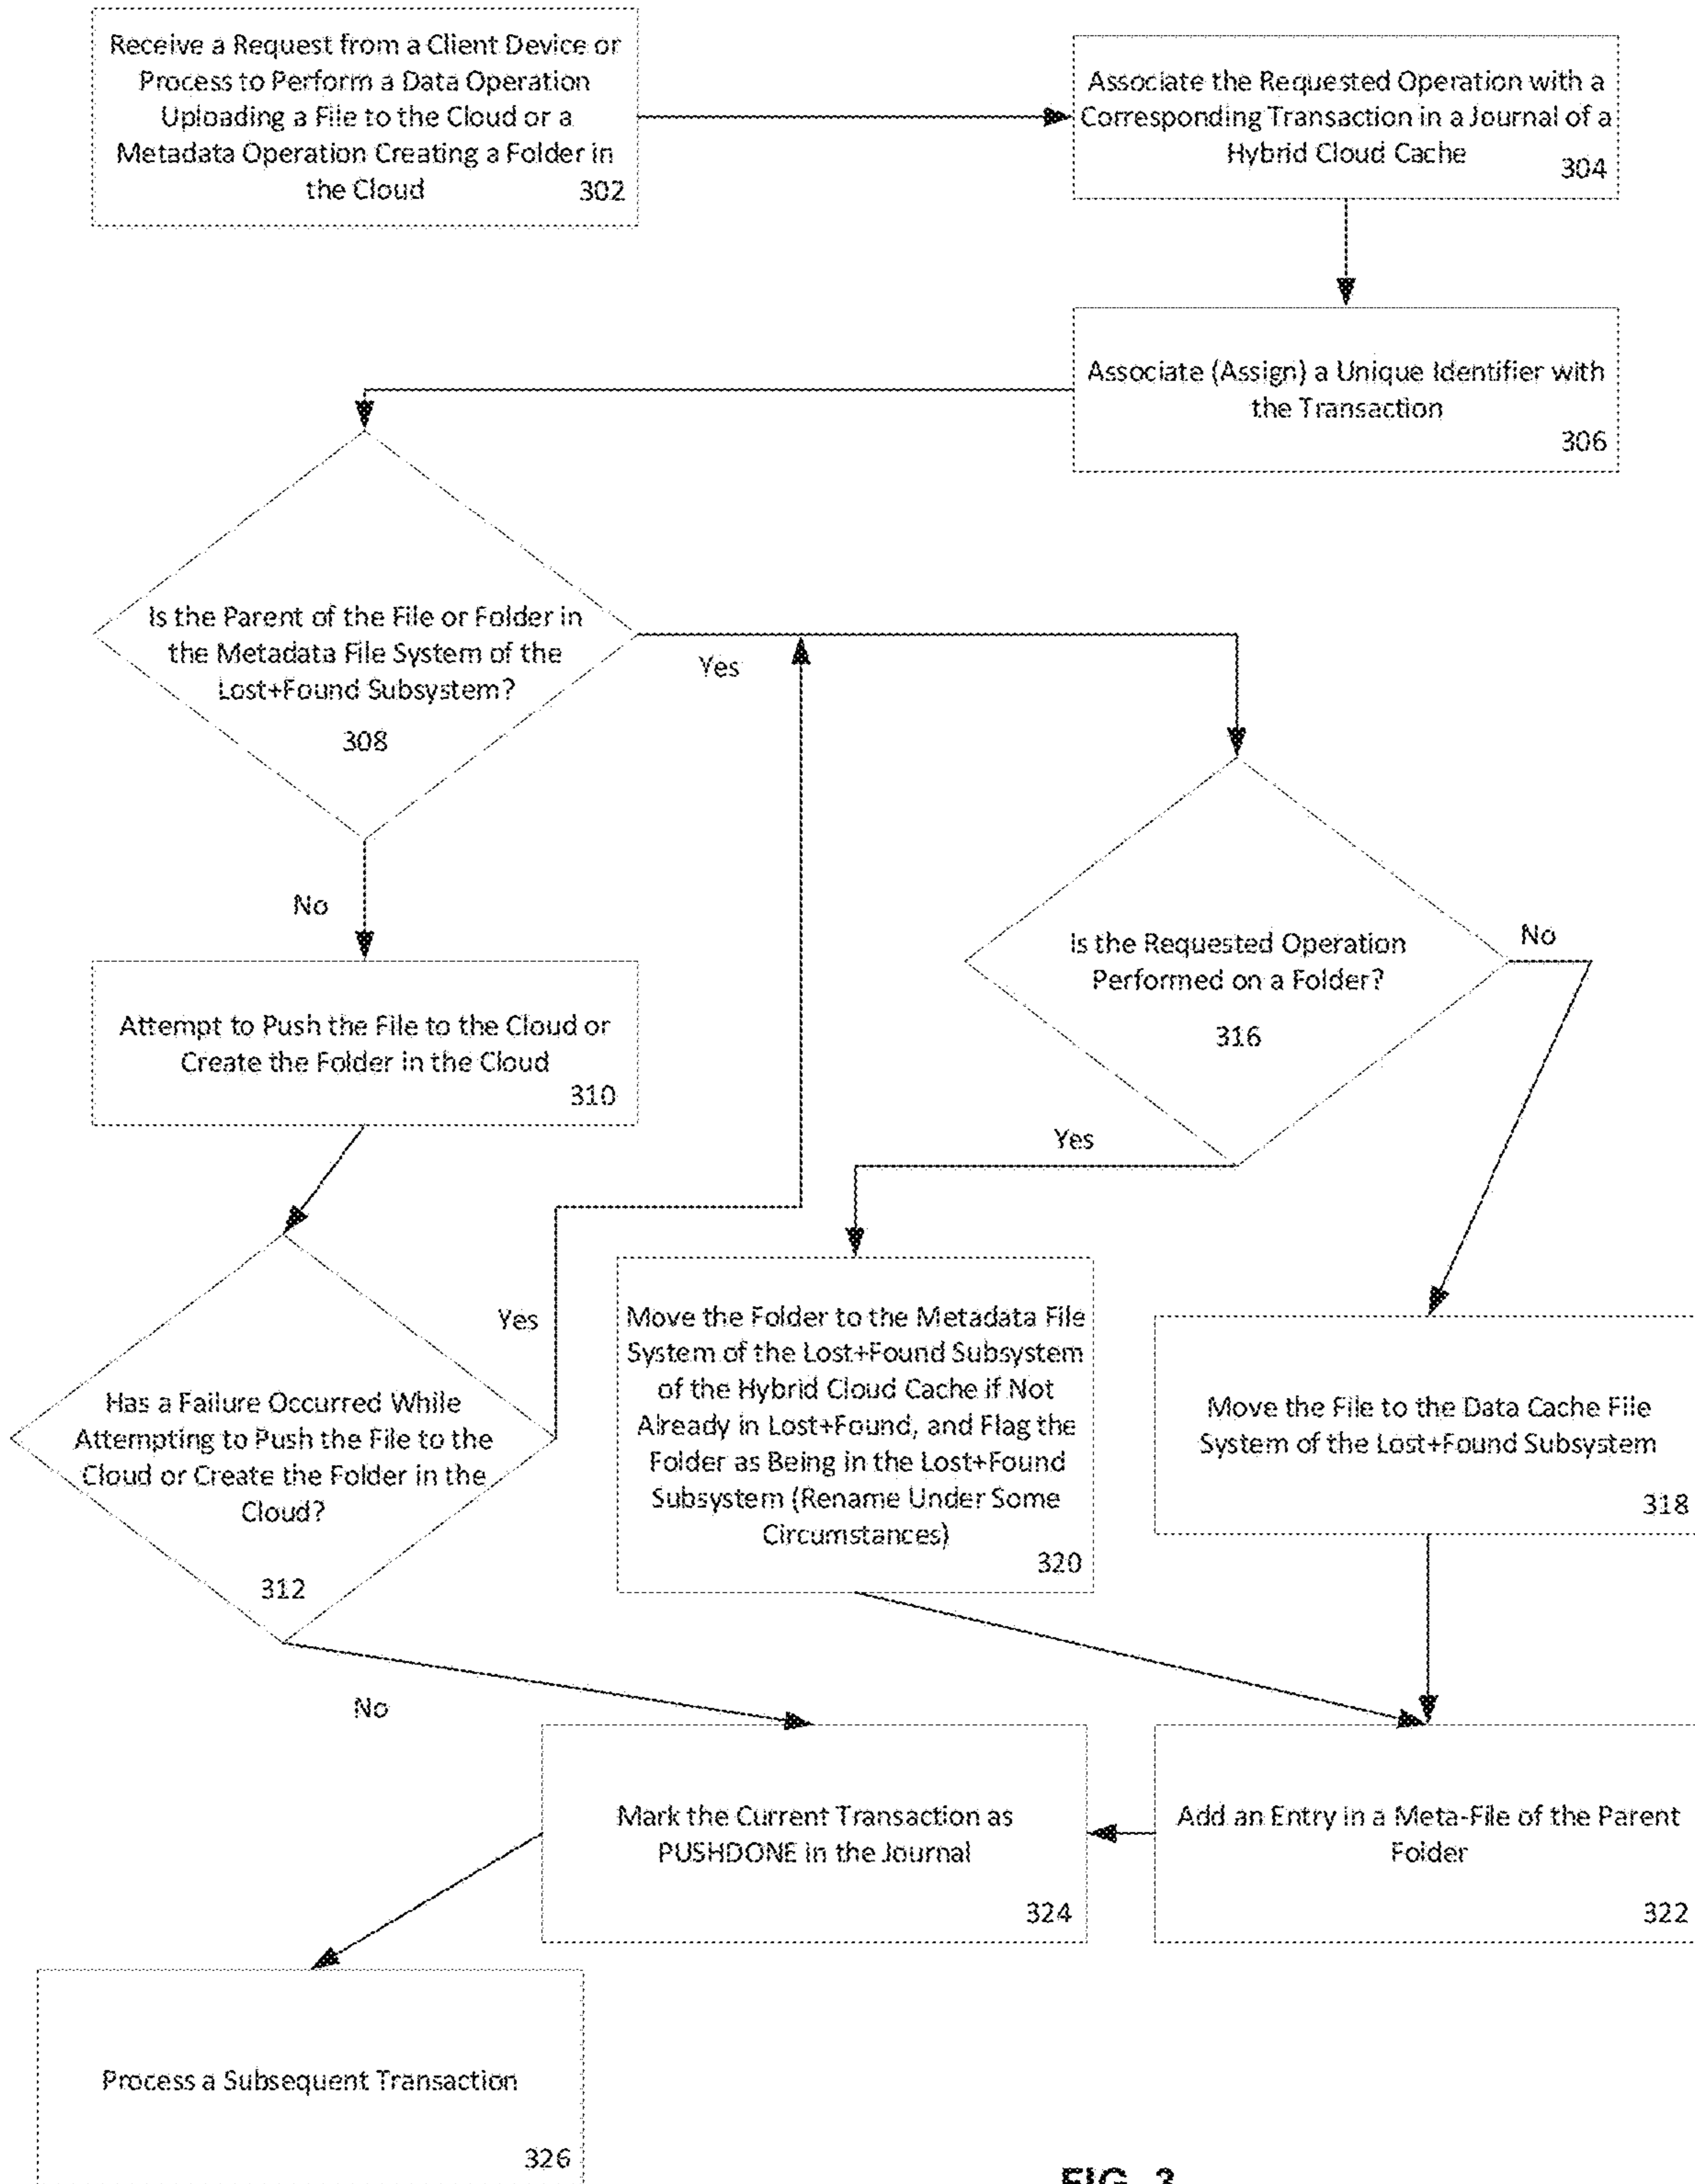 Receive a Request from a Client Device or
Process to Perform a Data Operation
Uploading a File to the Cloud or a
Metadata Operation Creating a Folder in
the Cloud
302
Associate the Requested Operation with a
Corresponding Transaction in a Journal of a
Hybrid Cloud Cache
304
Associate (Assign) a Unique Identifier with
the Transaction
306
Is the Parent of the File or Folder in
the Metadata File System of the
Lost+Found Subsystem?
308
Yes
No
Attempt to Push the File to the Cloud or
Create the Folder in the Cloud
310
Is the Requested Operation
Performed on a Folder?
316
No
Yes
Has a Failure Occurred While
Attempting to Push the File to the
Cloud or Create the Folder in the
Cloud?
312
Yes
No
Move the Folder to the Metadata File
System of the Lost+Found Subsystem
of the Hybrid Cloud Cache if Not
Already in Lost+Found, and Flag the
Folder as Being in the Lost+Found
Subsystem (Rename Under Some
Circumstances)
320
Move the File to the Data Cache File
System of the Lost+Found Subsystem
318
Add an Entry in a Meta-File of the Parent
Folder
322
Mark the Current Transaction as
PUSHDONE in the Journal
324
Process a Subsequent Transaction
326
FIG. 3